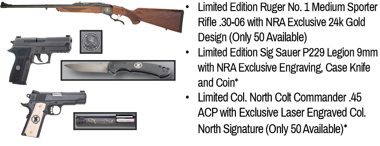 • Limited Edition Ruger No. 1 Medium Sporter
Rifle .30-06 with NRA Exclusive 24k Gold
Design (Only 50 Available)
• Limited Edition Sig Sauer P229 Legion 9mm
with NRA Exclusive Engraving, Case Knife
and Coin*
• Limited Col. North Colt Commander .45
ACP with Exclusive Laser Engraved Col.
North Signature (Only 50 Available)*